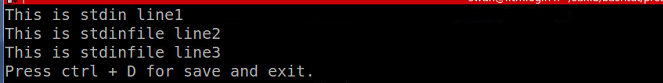 This is stdin line1
This is stdinfile line2
This is stdinfile line3
Press ctrl + D for save and exit.